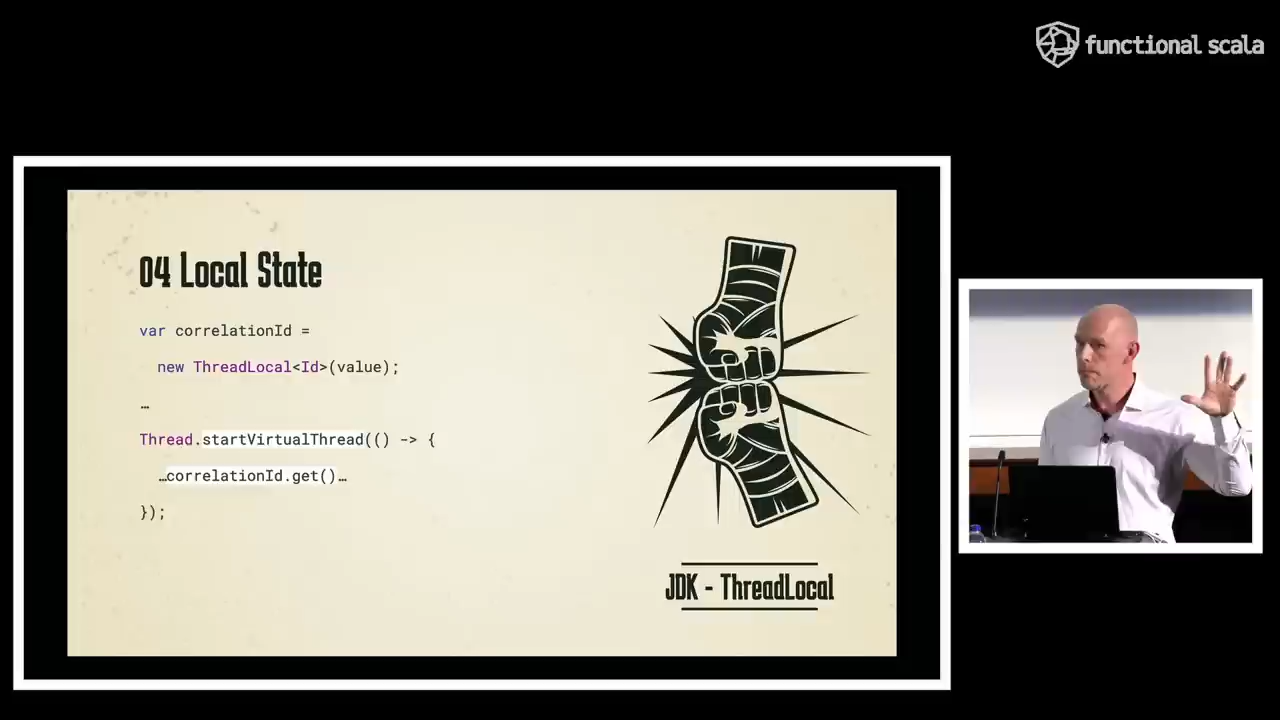 functional scala
04 Local State
var correlationId =
new ThreadLocal<Id>(value);
…
Thread.startVirtualThread(() -> {
…correlationId.get()…
});
JDK - ThreadLocal